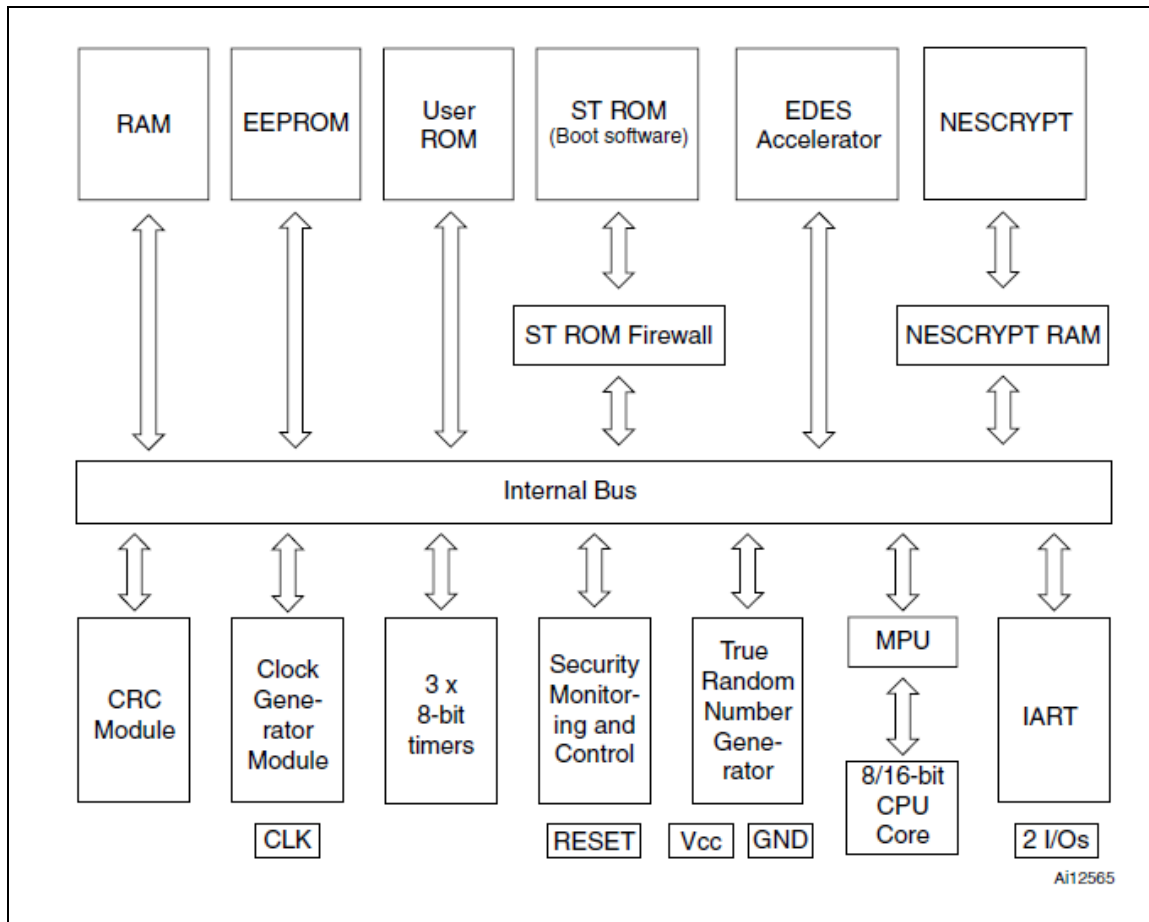 RAM
EEPROM
User
ROM
ST ROM
(Boot software)
EDES
Accelerator
NESCRYPT
ST ROM Firewall
NESCRYPT RAM
Internal Bus
CRC
Module
Clock
Gene-
rator
Module
3 x
8-bit
timers
Security
Monitor-
ing and
Control
True
Random
Number
Gene-
rator
MPU
8/16-bit
CPU
Core
IART
CLK
RESET
Vcc
GND
2 I/Os
Ai12565